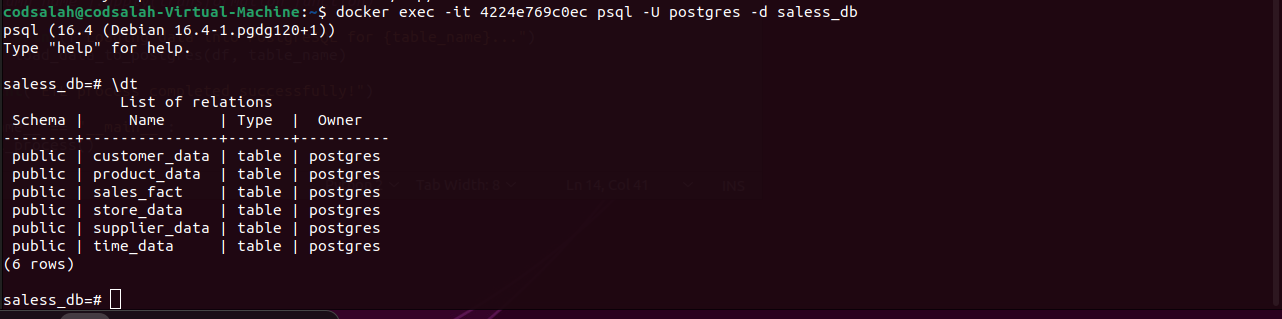 codsalah@codsalah-Virtual-Machine:~$ docker exec -it 4224e769c0ec psql -U postgres -d saless_db
psql (16.4 (Debian 16.4-1.pgdg120+1))
Type "help" for help.

saless_db=# \dt
             List of relations
 Schema |     Name      | Type  |  Owner
--------+---------------+-------+----------
 public | customer_data | table | postgres
 public | product_data  | table | postgres
 public | sales_fact    | table | postgres
 public | store_data    | table | postgres
 public | supplier_data | table | postgres
 public | time_data     | table | postgres
(6 rows)

saless_db=#